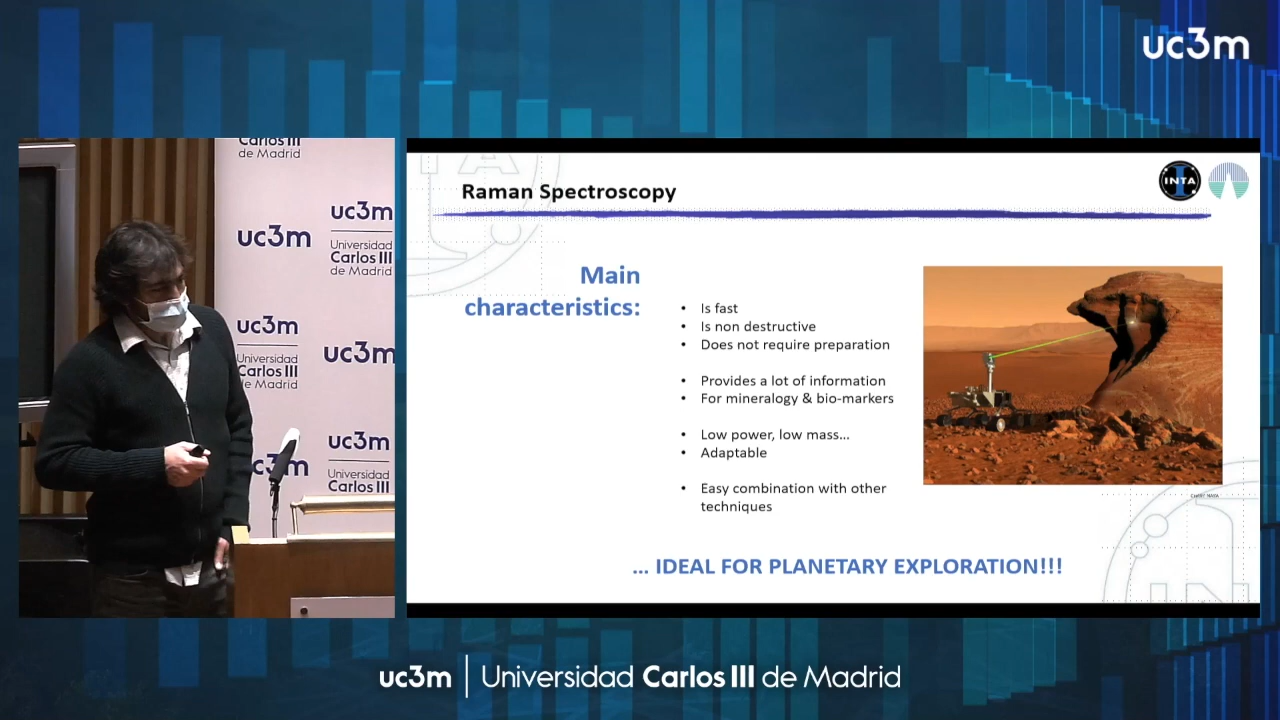 uc3m
Carlos III
de Madrid
uc3m
uc3m
Universidad
Carlos III
de Madrid
uc3m
Universidad
Carlos III
de Madrid
uc3m
uc3m
Universidad
Carlos III
c3m
Raman Spectroscopy
INTA
Main
characteristics:
• Is fast
• Is non destructive
• Does not require preparation
• Provides a lot of information
• For mineralogy & bio-markers
• Low power, low mass...
• Adaptable
• Easy combination with other
techniques
... IDEAL FOR PLANETARY EXPLORATION!!!
uc3m | Universidad Carlos III de Madrid